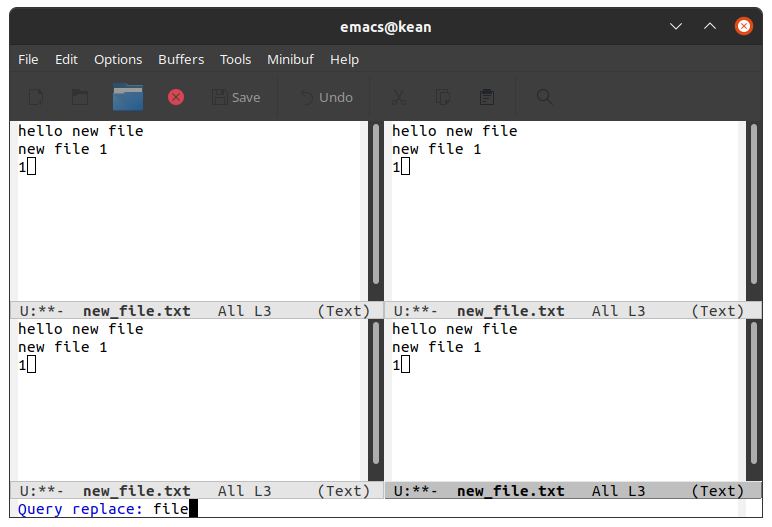 emacs@kean
File Edit Options Buffers Tools Minibuf Help
Save Undo
hello new file
new file 1
1
U:**-  new_file.txt   All L3     (Text)
hello new file
new file 1
1
U:**-  new_file.txt   All L3     (Text)
hello new file
new file 1
1
U:**-  new_file.txt   All L3     (Text)
hello new file
new file 1
1
U:**-  new_file.txt   All L3     (Text)
Query replace: file